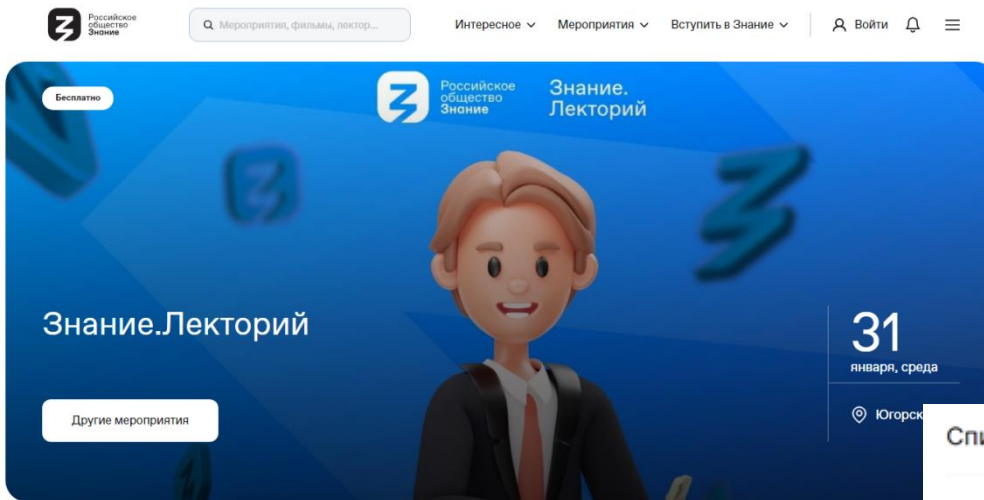 Российское
общество
Знание
Мероприятия, фильмы, лектор...
Интересное
Мероприятия
Вступить в Знание
Войти
Бесплатно
Российское
общество
Знание
Знание.
Лекторий
Знание.Лекторий
31
января, среда
Югорск
Другие мероприятия